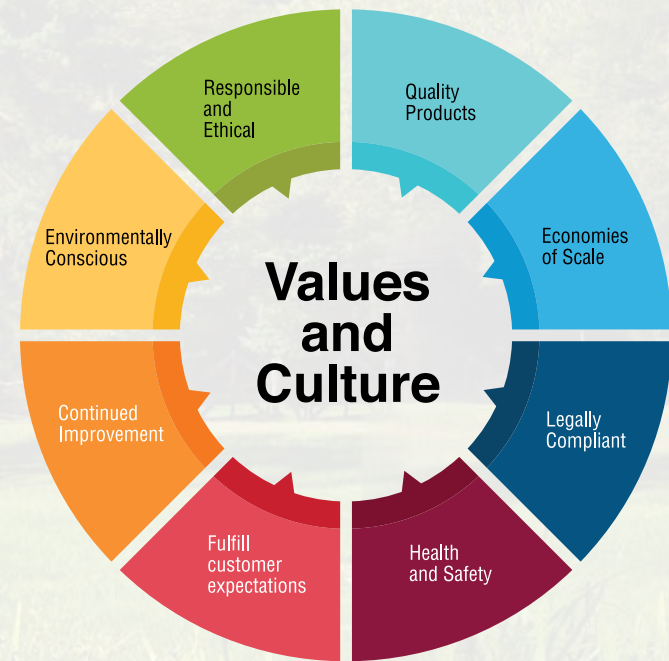 Responsible
and
Ethical
Quality
Products
Economies
of Scale
Legally
Compliant
Health
and Safety
Fulfill
customer
expectations
Continued
Improvement
Environmentally
Conscious
Values
and
Culture